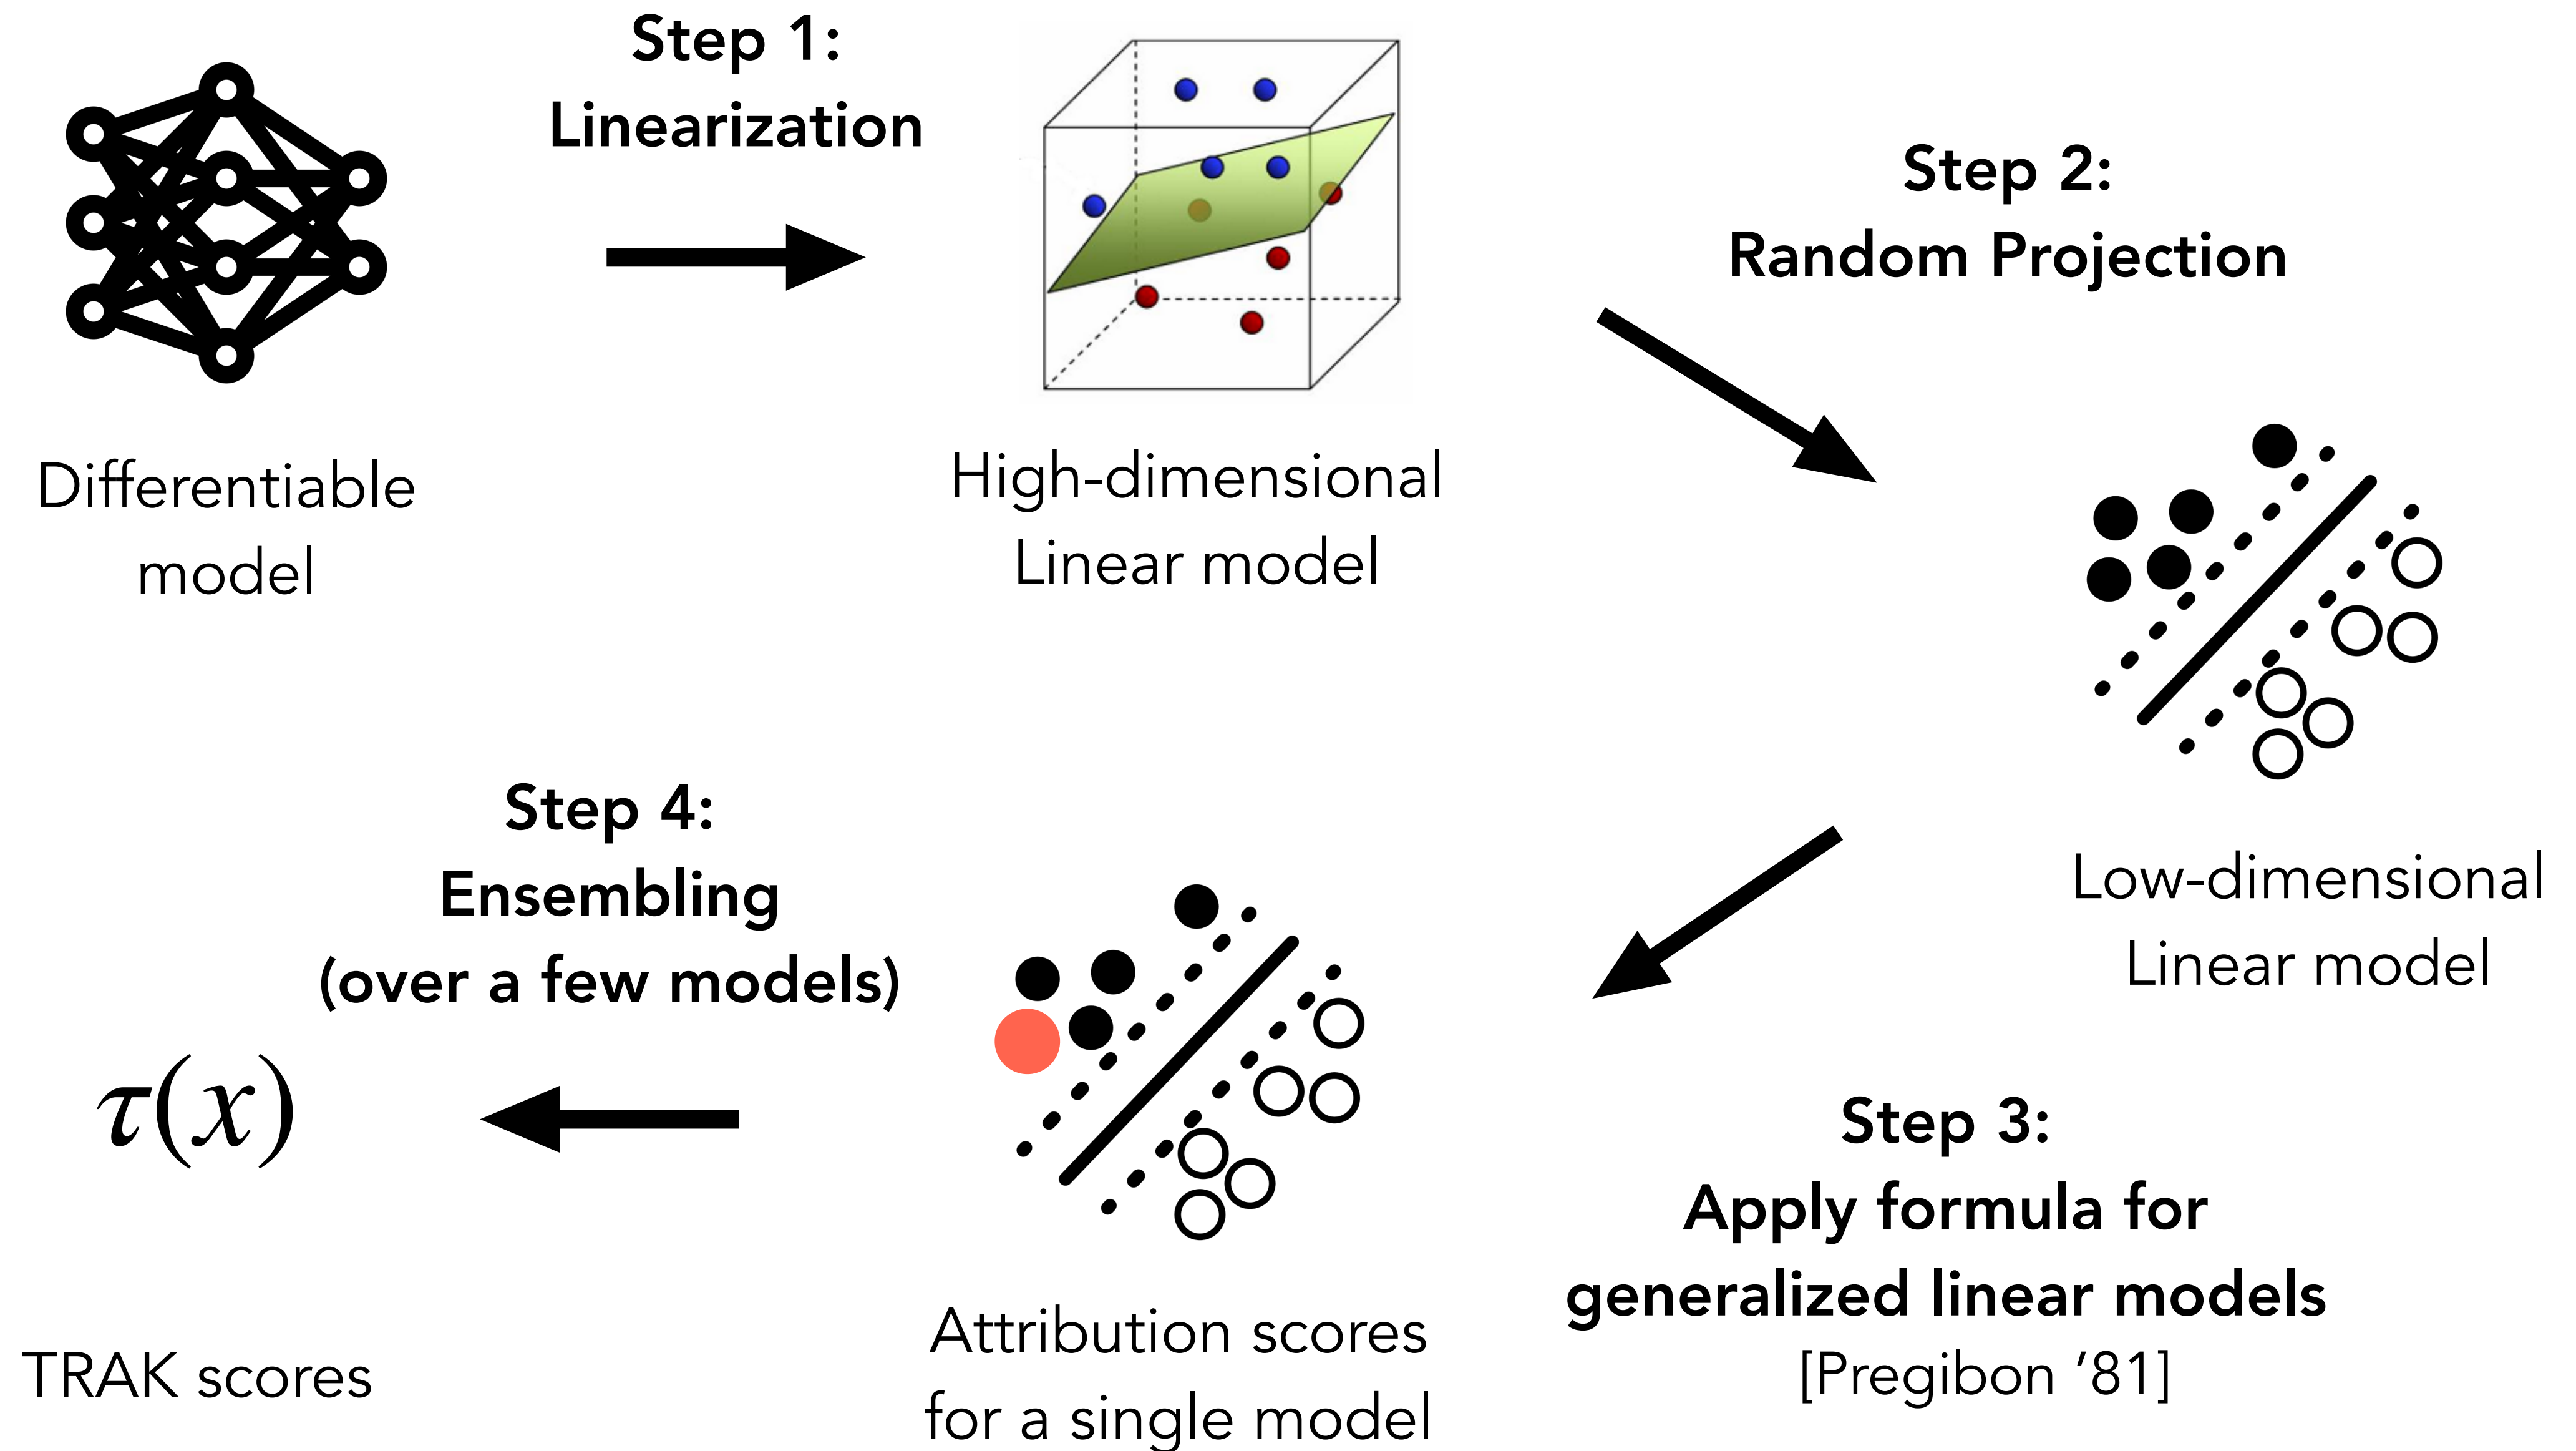 Step 1:
Linearization
Differentiable
model
High-dimensional
Linear model
Step 2:
Random Projection
Low-dimensional
Linear model
Step 3:
Apply formula for
generalized linear models
[Pregibon ’81]
Attribution scores
for a single model
Step 4:
Ensembling
(over a few models)
τ(x)
TRAK scores